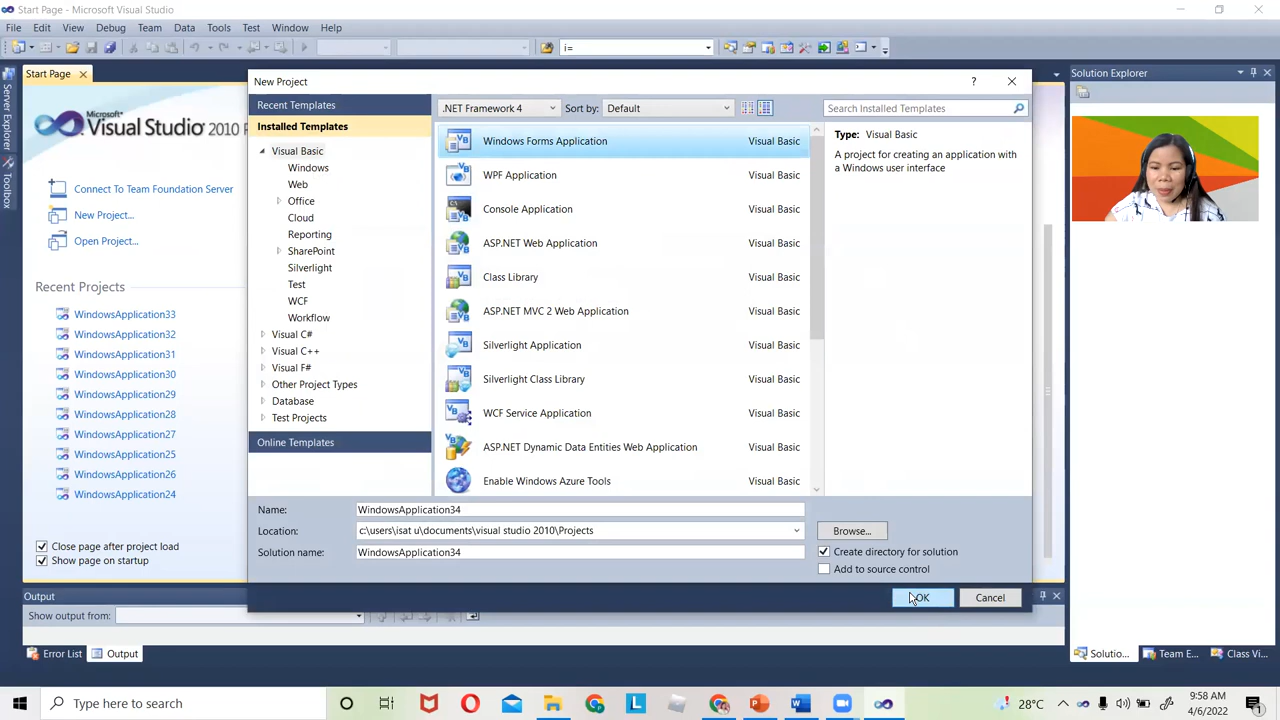 Start Page - Microsoft Visual Studio
File Edit View Debug Team Data Tools Test Window Help
i=
Start Page
Solution Explorer
Server Explorer
Toolbox
Microsoft
Visual Studio 2010 P
Connect To Team Foundation Server
New Project...
Open Project...
Recent Projects
WindowsApplication33
WindowsApplication32
WindowsApplication31
WindowsApplication30
WindowsApplication29
WindowsApplication28
WindowsApplication27
WindowsApplication25
WindowsApplication26
WindowsApplication24
Close page after project load
Show page on startup
New Project
?
Recent Templates
Installed Templates
Visual Basic
Windows
Web
Office
Cloud
Reporting
SharePoint
Silverlight
Test
WCF
Workflow
Visual C#
Visual C++
Visual F#
Other Project Types
Database
Test Projects
Online Templates
.NET Framework 4 Sort by: Default
Search Installed Templates
Windows Forms Application Visual Basic
WPF Application Visual Basic
Console Application Visual Basic
ASP.NET Web Application Visual Basic
Class Library Visual Basic
ASP.NET MVC 2 Web Application Visual Basic
Silverlight Application Visual Basic
Silverlight Class Library Visual Basic
WCF Service Application Visual Basic
ASP.NET Dynamic Data Entities Web Application Visual Basic
Enable Windows Azure Tools Visual Basic
Type: Visual Basic
A project for creating an application with
a Windows user interface
Name: WindowsApplication34
Location: c:\users\isat u\documents\visual studio 2010\Projects
Browse...
Solution name: WindowsApplication34
Create directory for solution
Add to source control
OK Cancel
Output
Show output from:
Error List Output
Solutio... Team E... Class Vi...
Type here to search
28°C
9:58 AM
4/6/2022